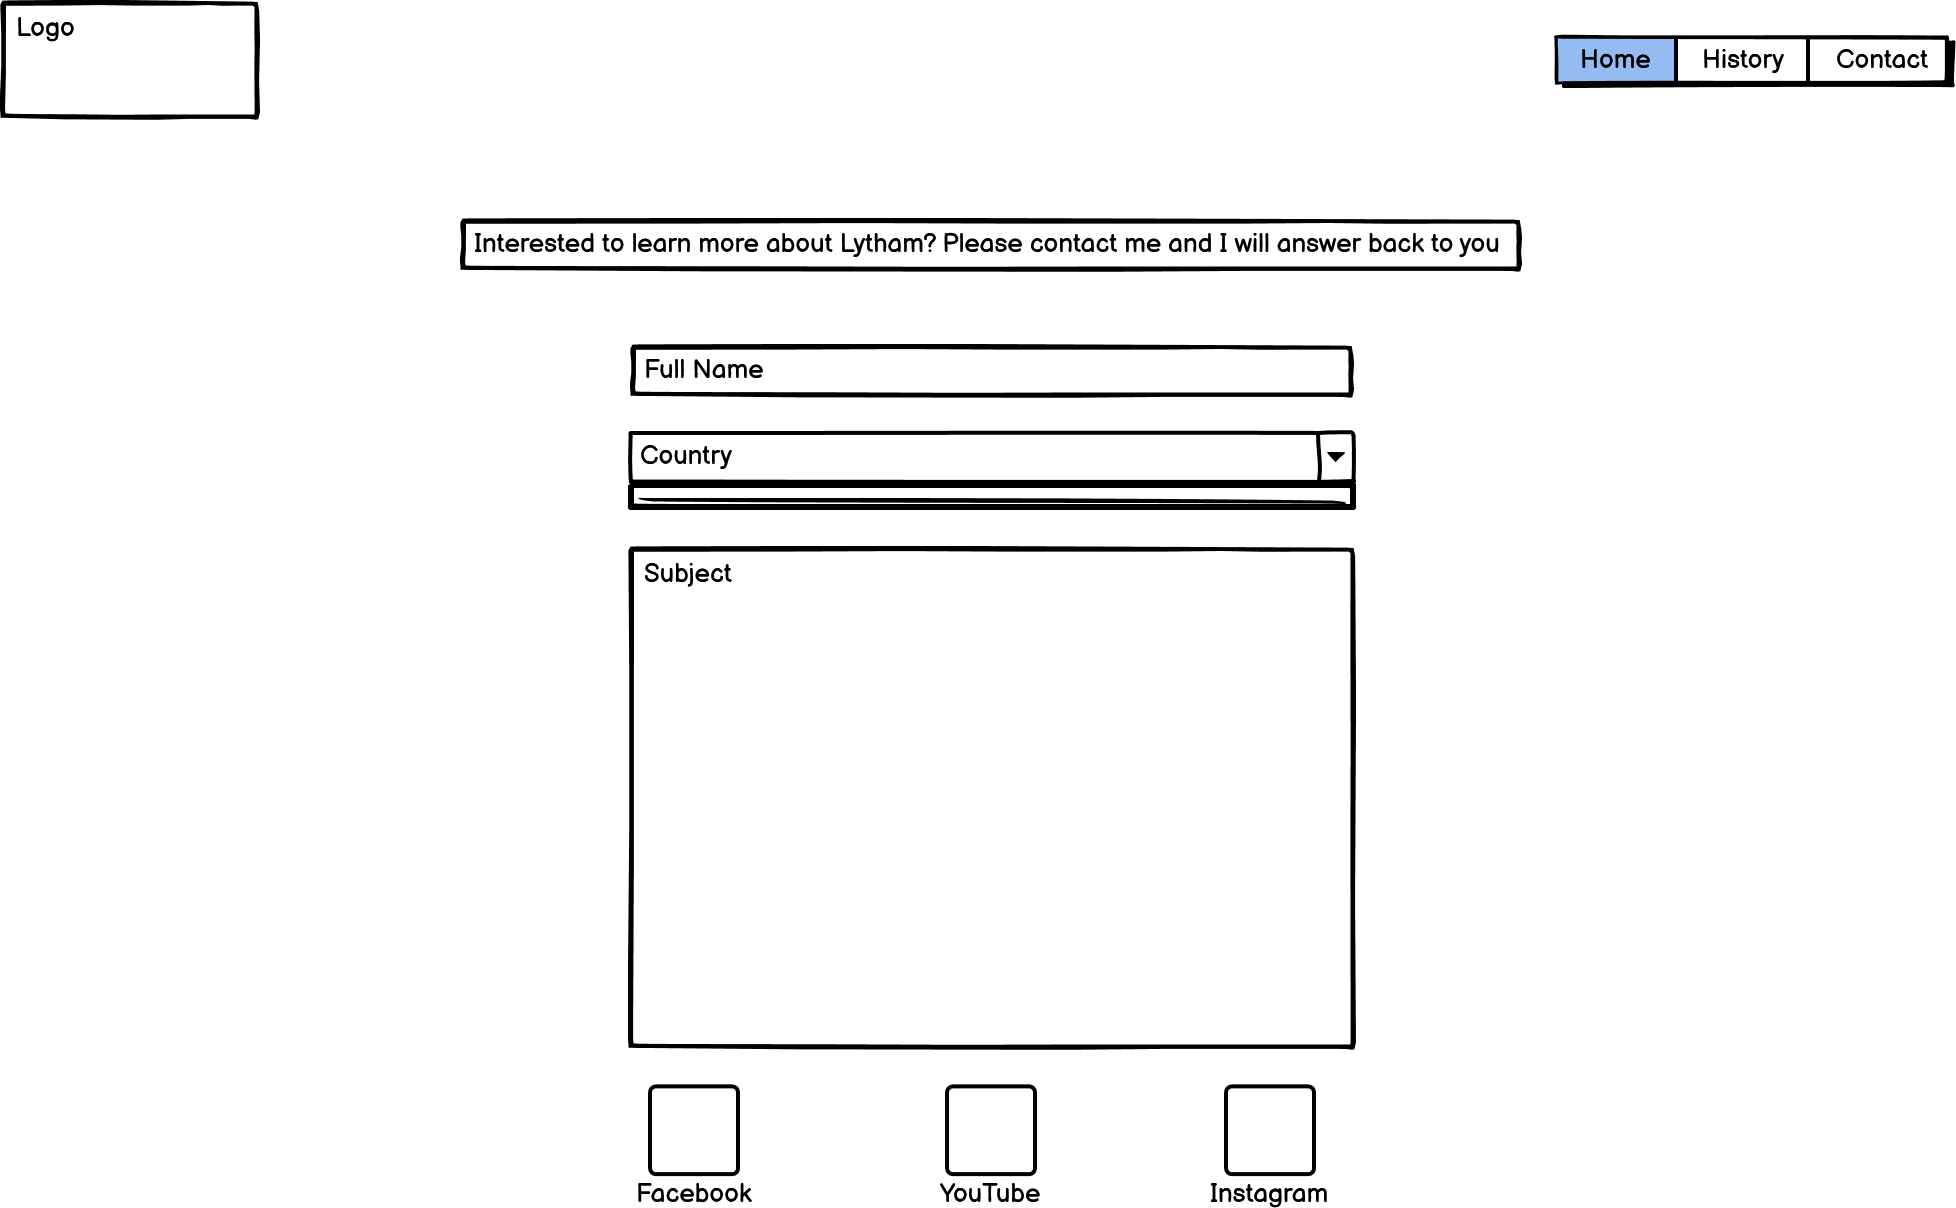 Logo
Home History Contact
Interested to learn more about Lytham? Please contact me and I will answer back to you
Full Name
Country
Subject
Facebook YouTube Instagram